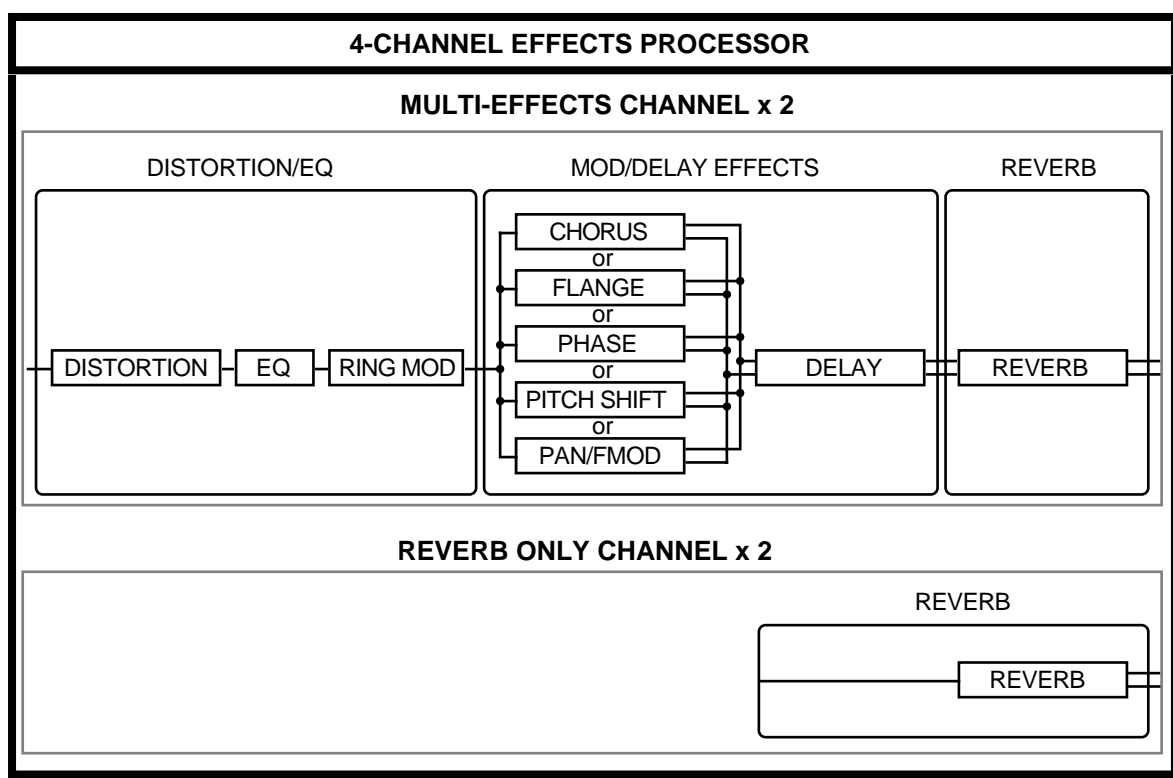 4-CHANNEL EFFECTS PROCESSOR
MULTI-EFFECTS CHANNEL x 2
DISTORTION/EQ
MOD/DELAY EFFECTS
REVERB
CHORUS
or
FLANGE
or
PHASE
or
PITCH SHIFT
or
PAN/FMOD
DISTORTION
EQ
RING MOD
DELAY
REVERB
REVERB ONLY CHANNEL x 2
REVERB
REVERB